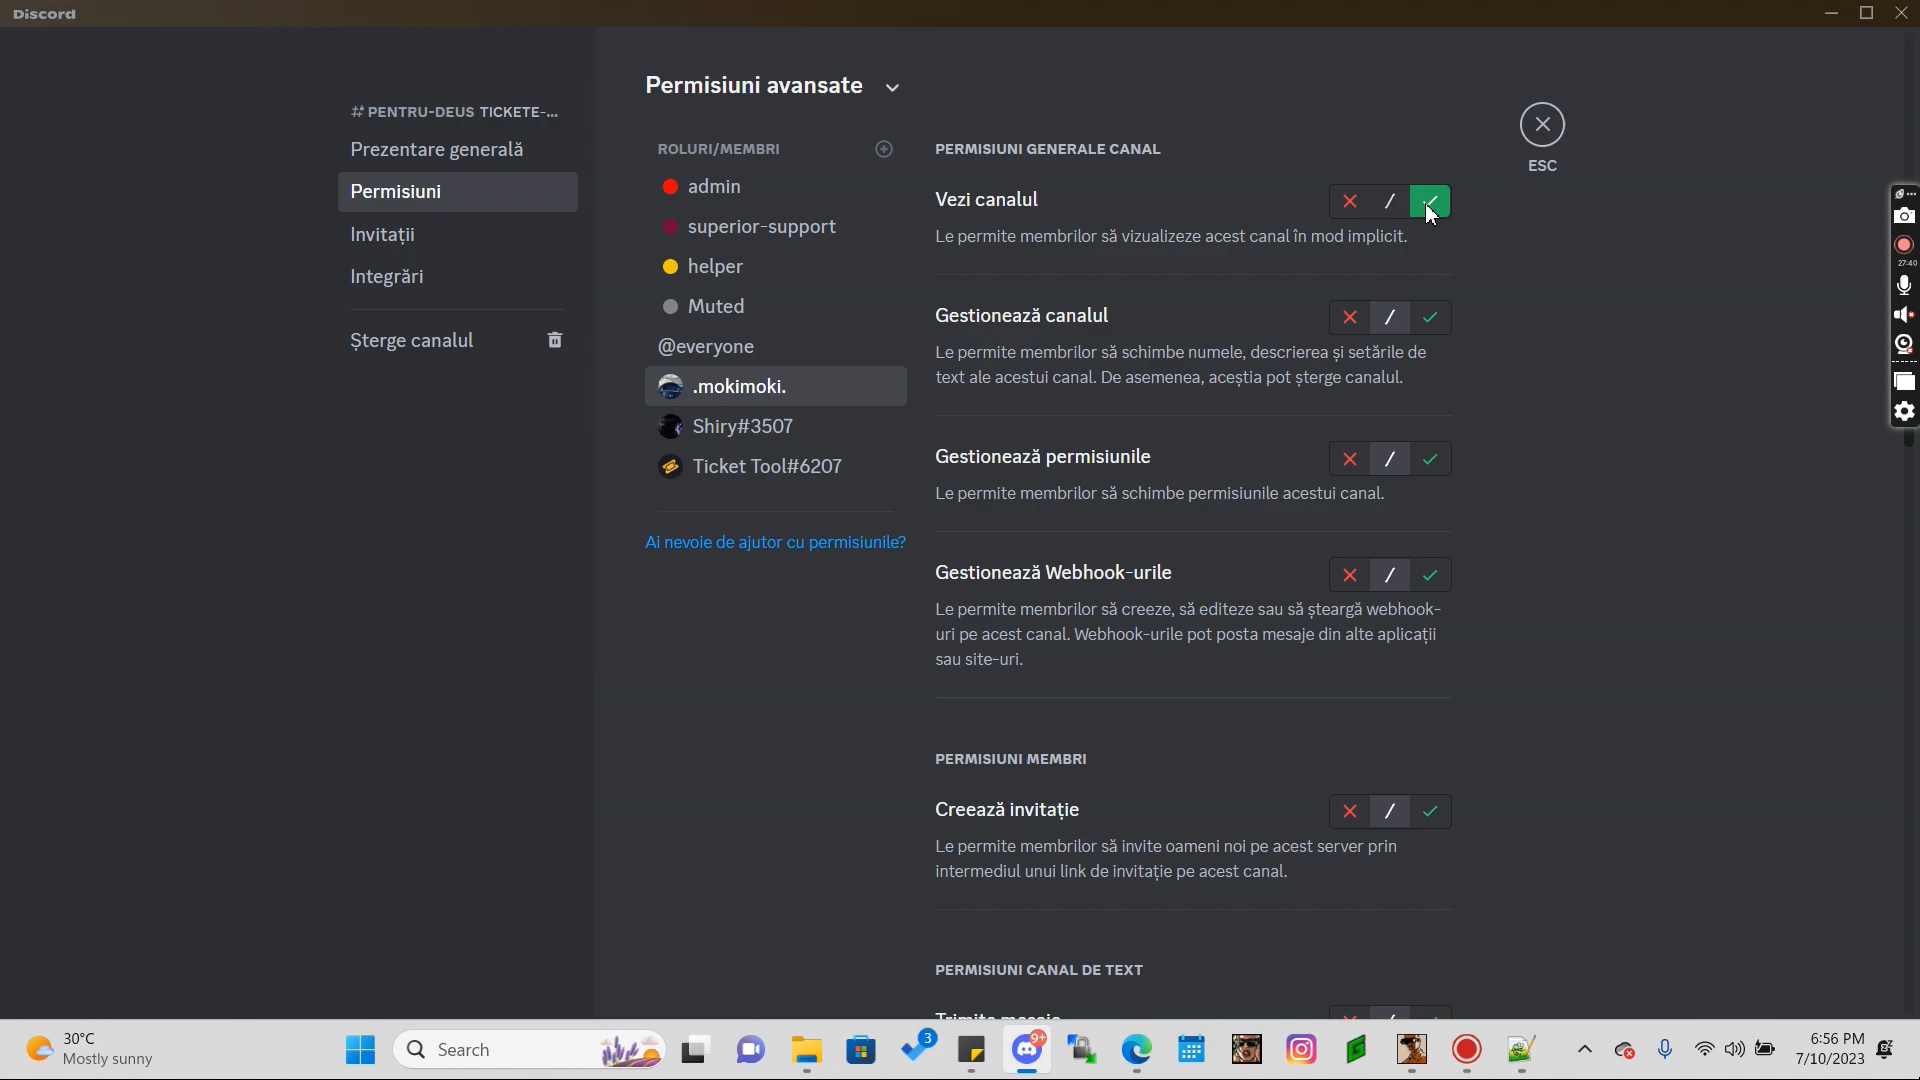 Discord
PENTRU-DEUS TICKETE-...
Prezentare generală
Permisiuni
Invitații
Integrări
Șterge canalul
Permisiuni avansate
ROLURI/MEMBRI
admin
superior-support
helper
Muted
@everyone
.mokimoki.
Shiry#3507
Ticket Tool#6207
Ai nevoie de ajutor cu permisiunile?
PERMISIUNI GENERALE CANAL
Vezi canalul
Le permite membrilor să vizualizeze acest canal în mod implicit.
Gestionează canalul
Le permite membrilor să schimbe numele, descrierea și setările de
text ale acestui canal. De asemenea, aceștia pot șterge canalul.
Gestionează permisiunile
Le permite membrilor să schimbe permisiunile acestui canal.
Gestionează Webhook-urile
Le permite membrilor să creeze, să editeze sau să șteargă webhook-
uri pe acest canal. Webhook-urile pot posta mesaje din alte aplicații
sau site-uri.
PERMISIUNI MEMBRI
Creează invitație
Le permite membrilor să invite oameni noi pe acest server prin
intermediul unui link de invitație pe acest canal.
PERMISIUNI CANAL DE TEXT
Trimite mesaje
ESC
27:40
30°C
Mostly sunny
Search
3
9+
6:56 PM
7/10/2023